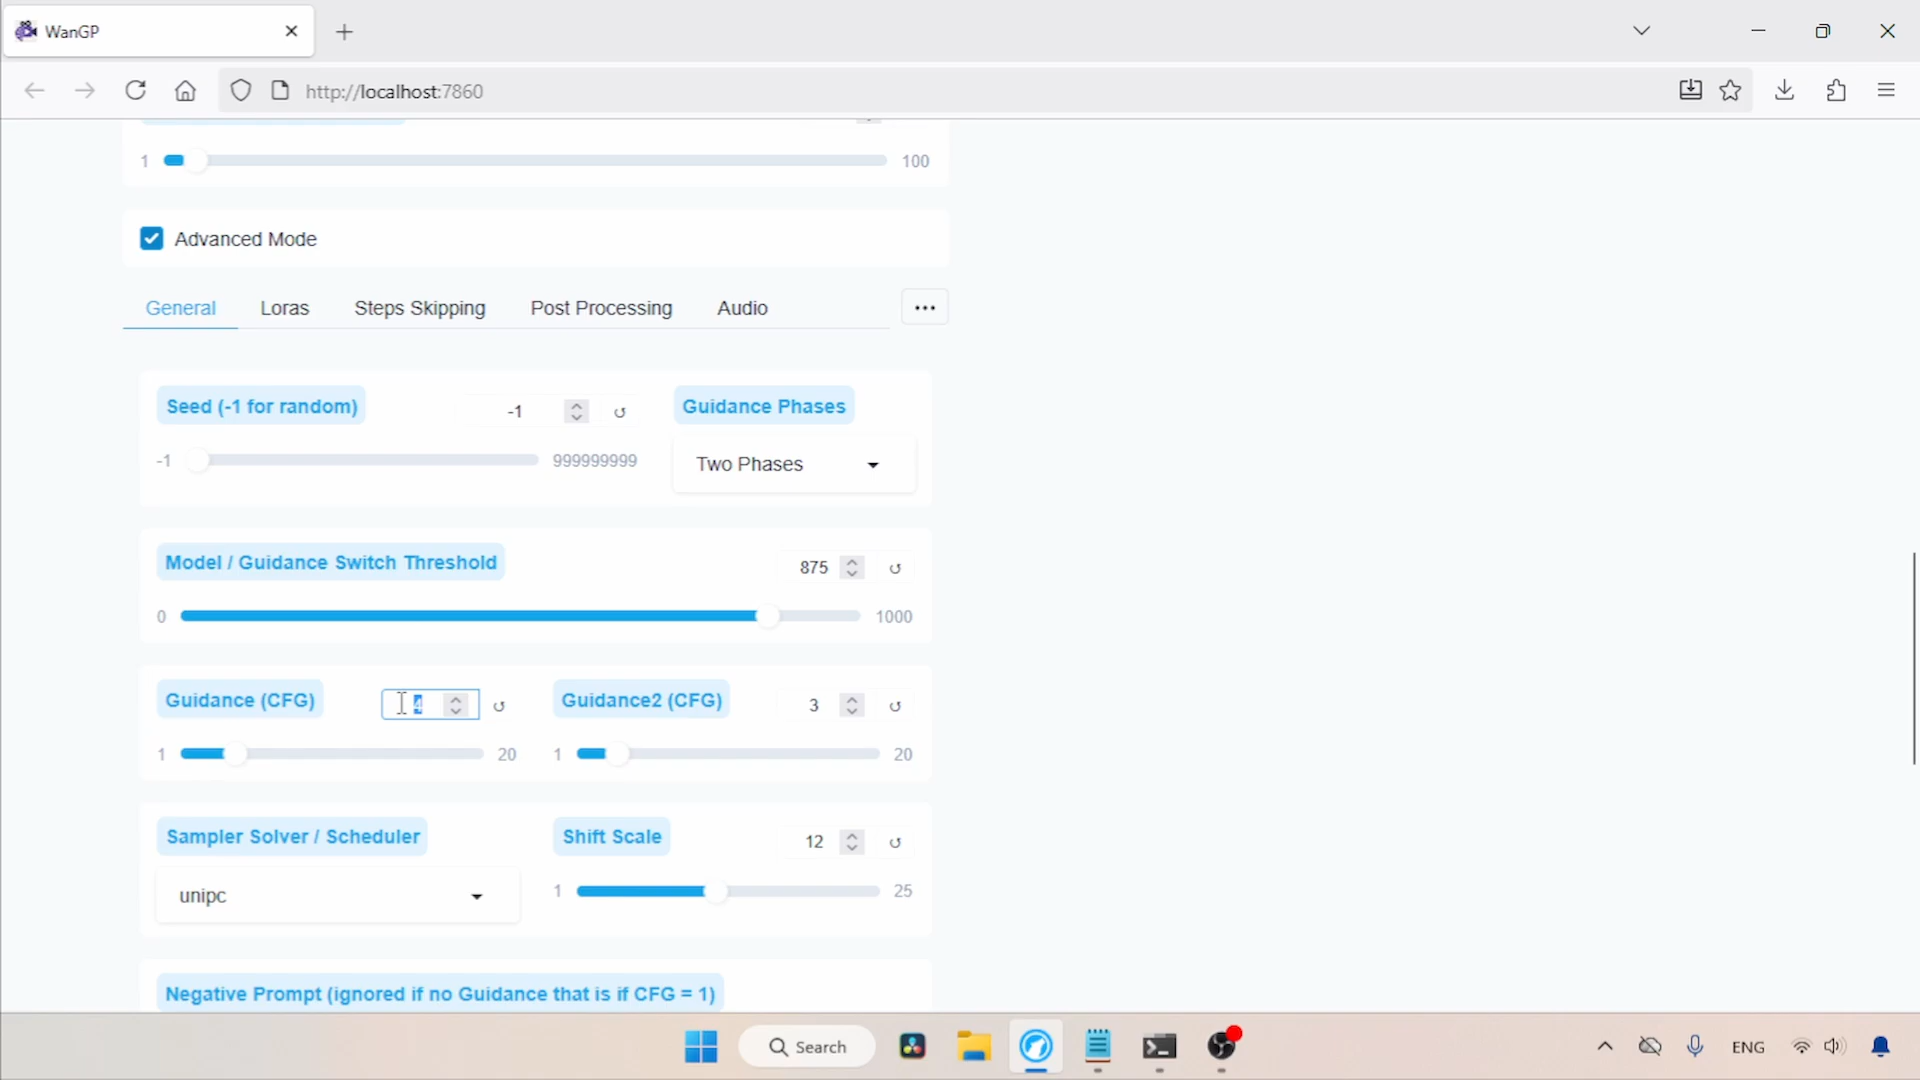 WanGP
http://localhost:7860
1 100
Advanced Mode
General Loras Steps Skipping Post Processing Audio
Seed (-1 for random) -1 Guidance Phases
-1 999999999 Two Phases
Model / Guidance Switch Threshold 875
0 1000
Guidance (CFG) 4 Guidance2 (CFG) 3
1 20 1 20
Sampler Solver / Scheduler Shift Scale 12
unipc 1 25
Negative Prompt (ignored if no Guidance that is if CFG = 1)
Search ENG